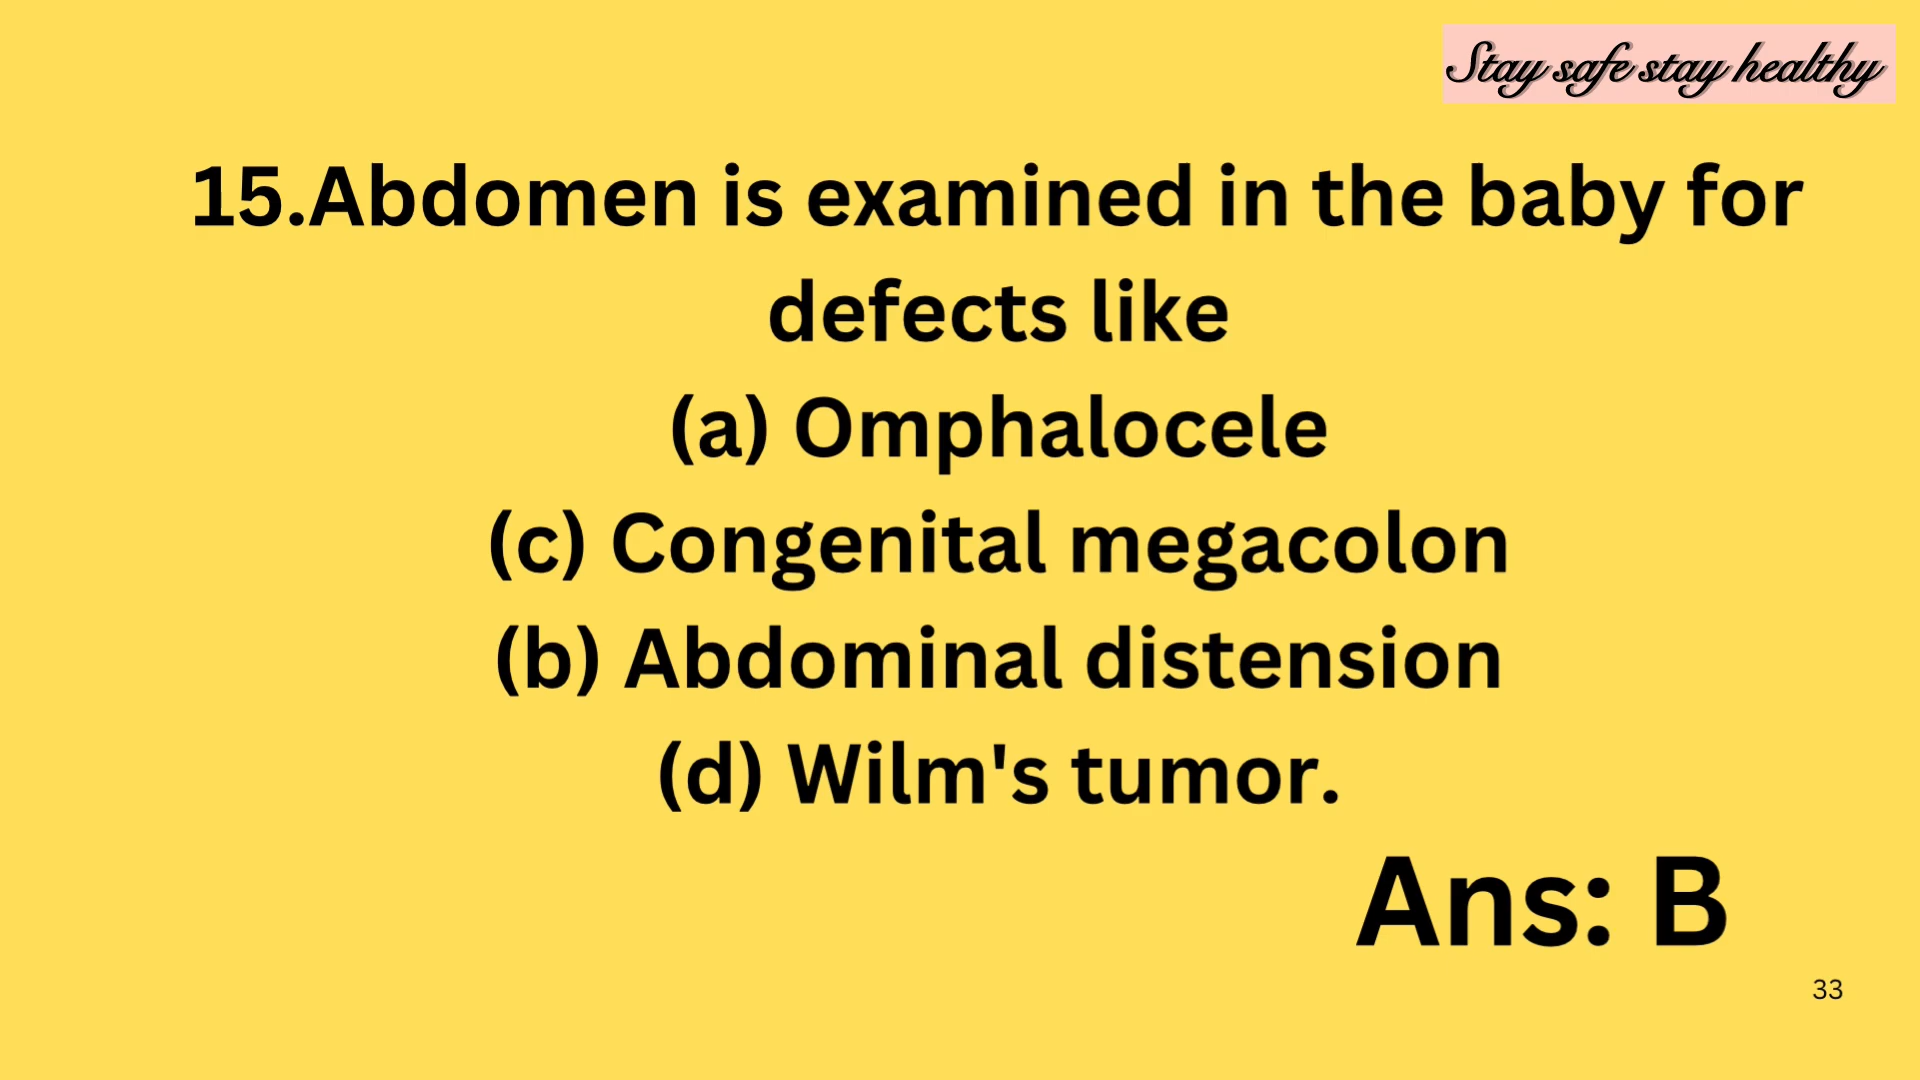 Stay safe stay healthy
15.Abdomen is examined in the baby for
defects like
(a) Omphalocele
(c) Congenital megacolon
(b) Abdominal distension
(d) Wilm's tumor.
Ans: B
33